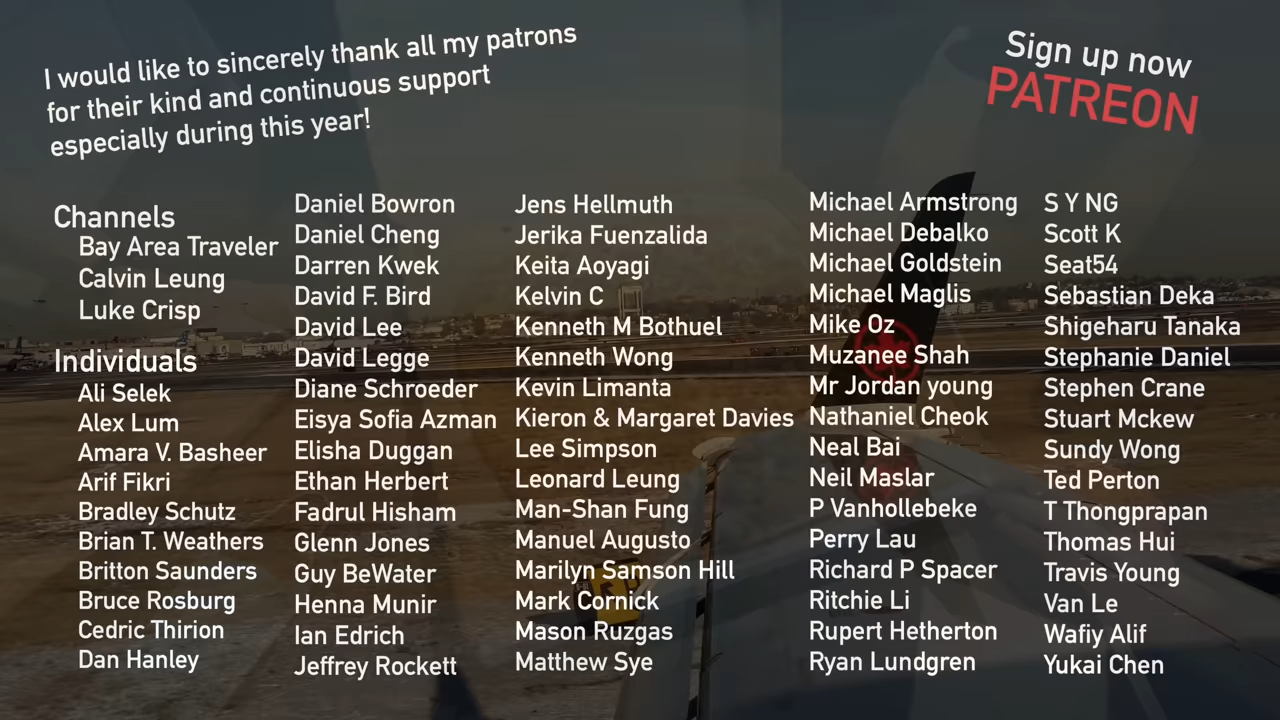 I would like to sincerely thank all my patrons
for their kind and continuous support
especially during this year!
Sign up now
PATREON
Channels
Bay Area Traveler
Calvin Leung
Luke Crisp
Individuals
Ali Selek
Alex Lum
Amara V. Basheer
Arif Fikri
Bradley Schutz
Brian T. Weathers
Britton Saunders
Bruce Rosburg
Cedric Thirion
Dan Hanley
Daniel Bowron
Daniel Cheng
Darren Kwek
David F. Bird
David Lee
David Legge
Diane Schroeder
Eisya Sofia Azman
Elisha Duggan
Ethan Herbert
Fadrul Hisham
Glenn Jones
Guy BeWater
Henna Munir
Ian Edrich
Jeffrey Rockett
Jens Hellmuth
Jerika Fuenzalida
Keita Aoyagi
Kelvin C
Kenneth M Bothuel
Kenneth Wong
Kevin Limanta
Kieron & Margaret Davies
Lee Simpson
Leonard Leung
Man-Shan Fung
Manuel Augusto
Marilyn Samson Hill
Mark Cornick
Mason Ruzgas
Matthew Sye
Michael Armstrong
Michael Debalko
Michael Goldstein
Michael Maglis
Mike Oz
Muzanee Shah
Mr Jordan young
Nathaniel Cheok
Neal Bai
Neil Maslar
P Vanhollebeke
Perry Lau
Richard P Spacer
Ritchie Li
Rupert Hetherton
Ryan Lundgren
S Y NG
Scott K
Seat54
Sebastian Deka
Shigeharu Tanaka
Stephanie Daniel
Stephen Crane
Stuart Mckew
Sundy Wong
Ted Perton
T Thongprapan
Thomas Hui
Travis Young
Van Le
Wafiy Alif
Yukai Chen